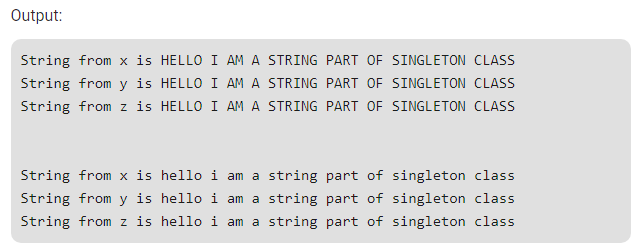 Output:
String from x is HELLO I AM A STRING PART OF SINGLETON CLASS
String from y is HELLO I AM A STRING PART OF SINGLETON CLASS
String from z is HELLO I AM A STRING PART OF SINGLETON CLASS
String from x is hello i am a string part of singleton class
String from y is hello i am a string part of singleton class
String from z is hello i am a string part of singleton class